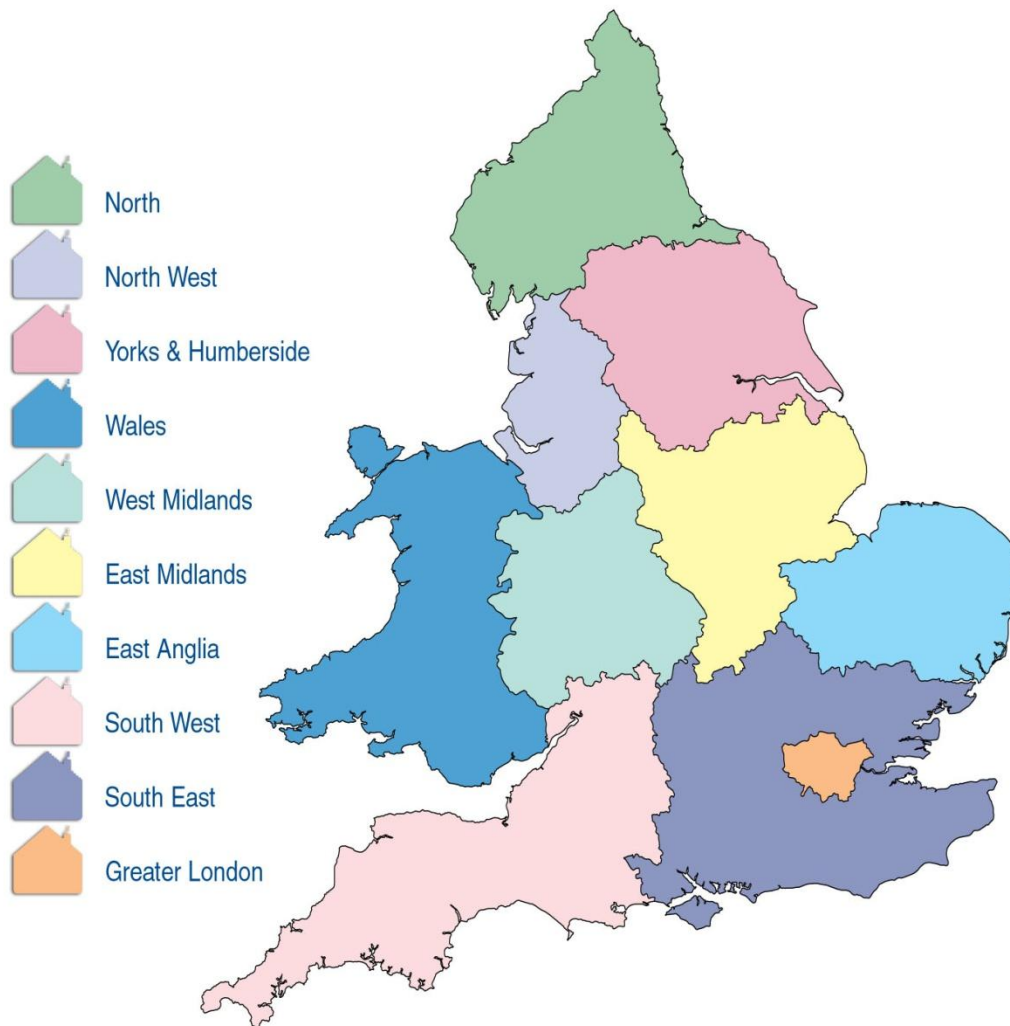 North
North West
Yorks & Humberside
Wales
West Midlands
East Midlands
East Anglia
South West
South East
Greater London